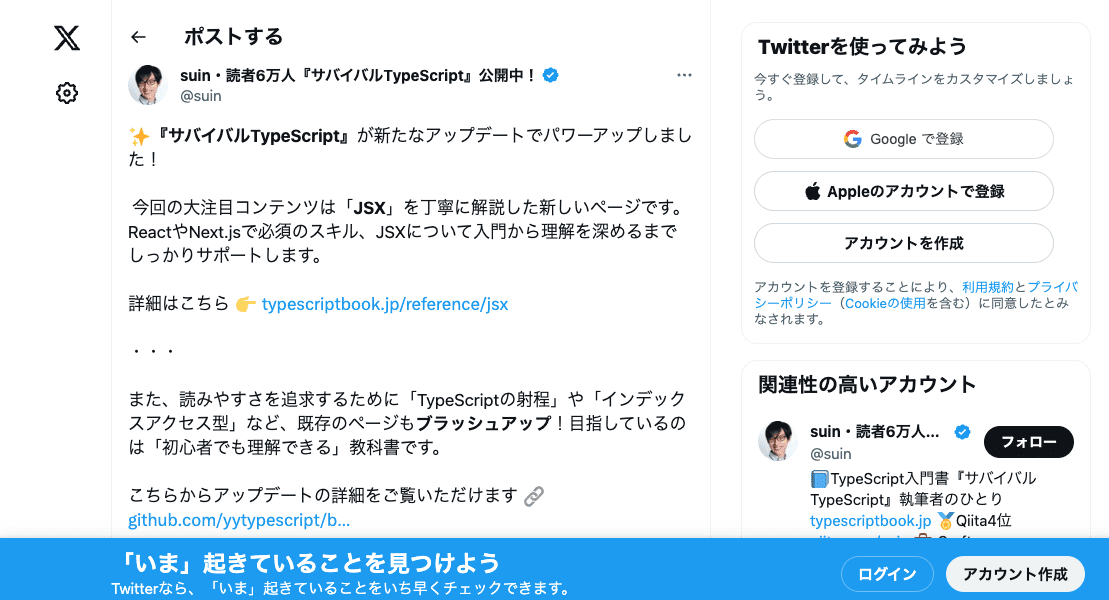 ポストする
suin・読者6万人『サバイバルTypeScript』公開中！
@suin
✨『サバイバルTypeScript』が新たなアップデートでパワーアップしまし
た！
今回の大注目コンテンツは「JSX」を丁寧に解説した新しいページです。
ReactやNext.jsで必須のスキル、JSXについて入門から理解を深めるまで
しっかりサポートします。
詳細はこちら 👉 typescriptbook.jp/reference/jsx
・・・
また、読みやすさを追求するために「TypeScriptの射程」や「インデック
スアクセス型」など、既存のページもブラッシュアップ！目指しているの
は「初心者でも理解できる」教科書です。
こちらからアップデートの詳細をご覧いただけます 🔗
github.com/yytypescript/b...
Twitterを使ってみよう
今すぐ登録して、タイムラインをカスタマイズしましょ
う。
Google で登録
Appleのアカウントで登録
アカウントを作成
アカウントを登録することにより、利用規約とプライバ
シーポリシー（Cookieの使用を含む）に同意したとみ
なされます。
関連性の高いアカウント
suin・読者6万人...
@suin
フォロー
📘TypeScript入門書『サバイバル
TypeScript』執筆者のひとり
typescriptbook.jp 🏅Qiita4位
「いま」起きていることを見つけよう
Twitterなら、「いま」起きていることをいち早くチェックできます。
ログイン
アカウント作成